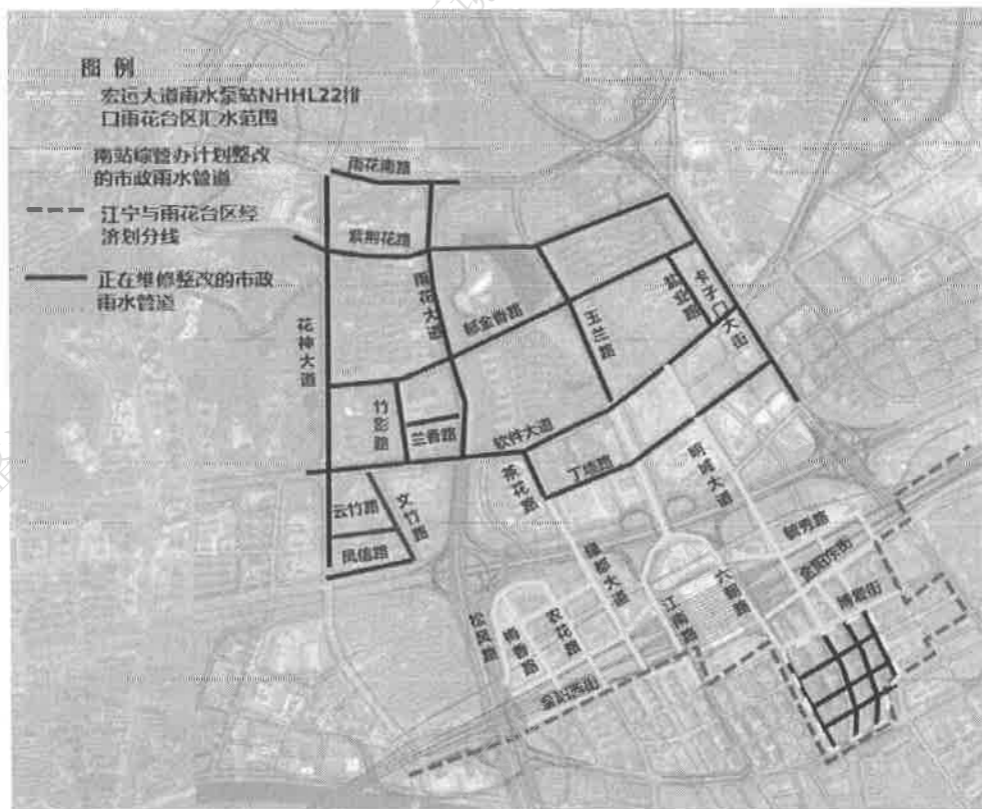 图 例
宏运大道雨水泵站NHHL22排
口雨花台区汇水范围
南站综管办计划整改
的市政雨水管道
江宁与雨花台区经
济划分线
正在维修整改的市政
雨水管道
雨花南路
紫荆花路
雨花大道
花神大道
郁金香路
玉兰路
盐业路
卡子门大街
竹影路
兰香路
软件大道
丁墙路
茶花路
明城大道
云竹路
文竹路
凤信路
绿都大道
毓秀路
金阳东街
博爱街
六朝路
江南路
松风路
梅香路
农花路
金阳西街